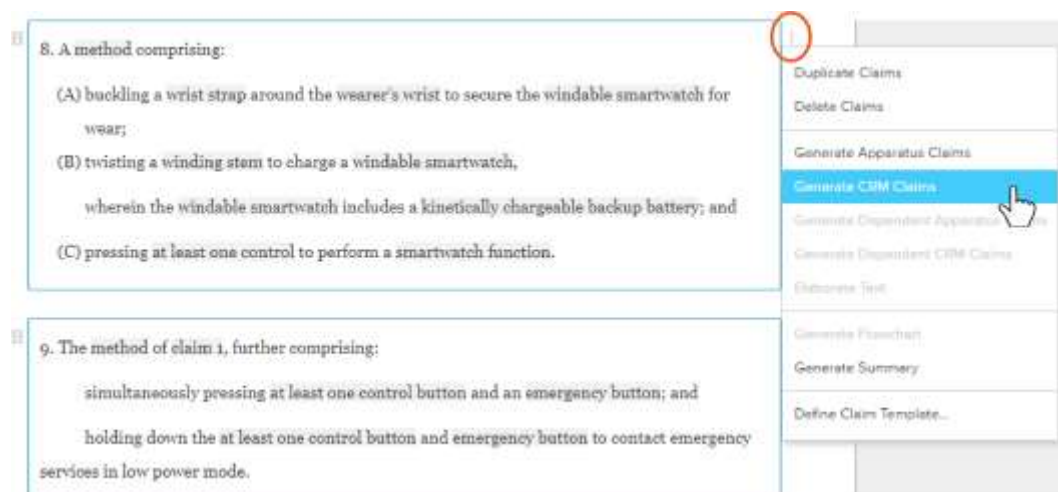 8. A method comprising:
(A) buckling a wrist strap around the wearer's wrist to secure the windable smartwatch for
wear;
(B) twisting a winding stem to charge a windable smartwatch,
wherein the windable smartwatch includes a kinetically chargeable backup battery; and
(C) pressing at least one control to perform a smartwatch function.
9. The method of claim 1, further comprising:
simultaneously pressing at least one control button and an emergency button; and
holding down the at least one control button and emergency button to contact emergency
services in low power mode.
Duplicate Claims
Delete Claims
Generate Apparatus Claims
Generate CRM Claims
Generate Dependent Apparatus
Generate Dependent CRM Claims
Elaborate Text
Generate Flowchart
Generate Summary
Define Claim Template...